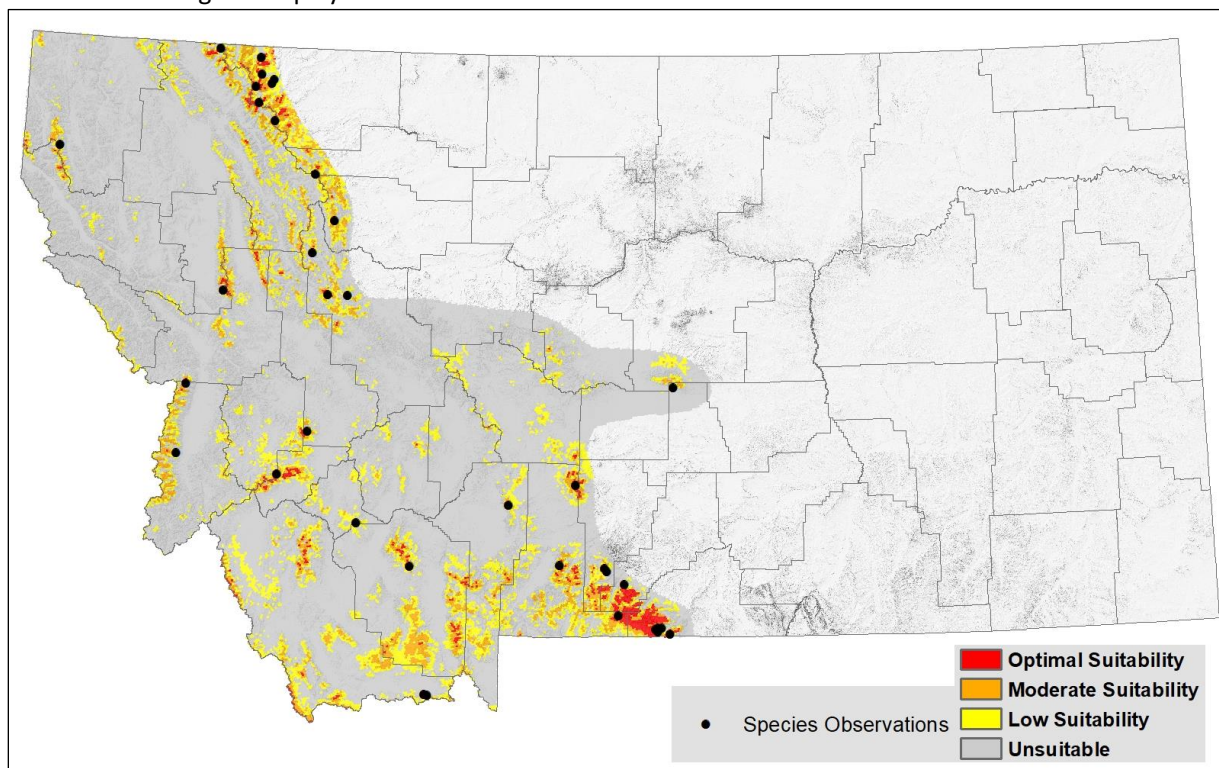 Optimal Suitability
Moderate Suitability
Species Observations
Low Suitability
Unsuitable